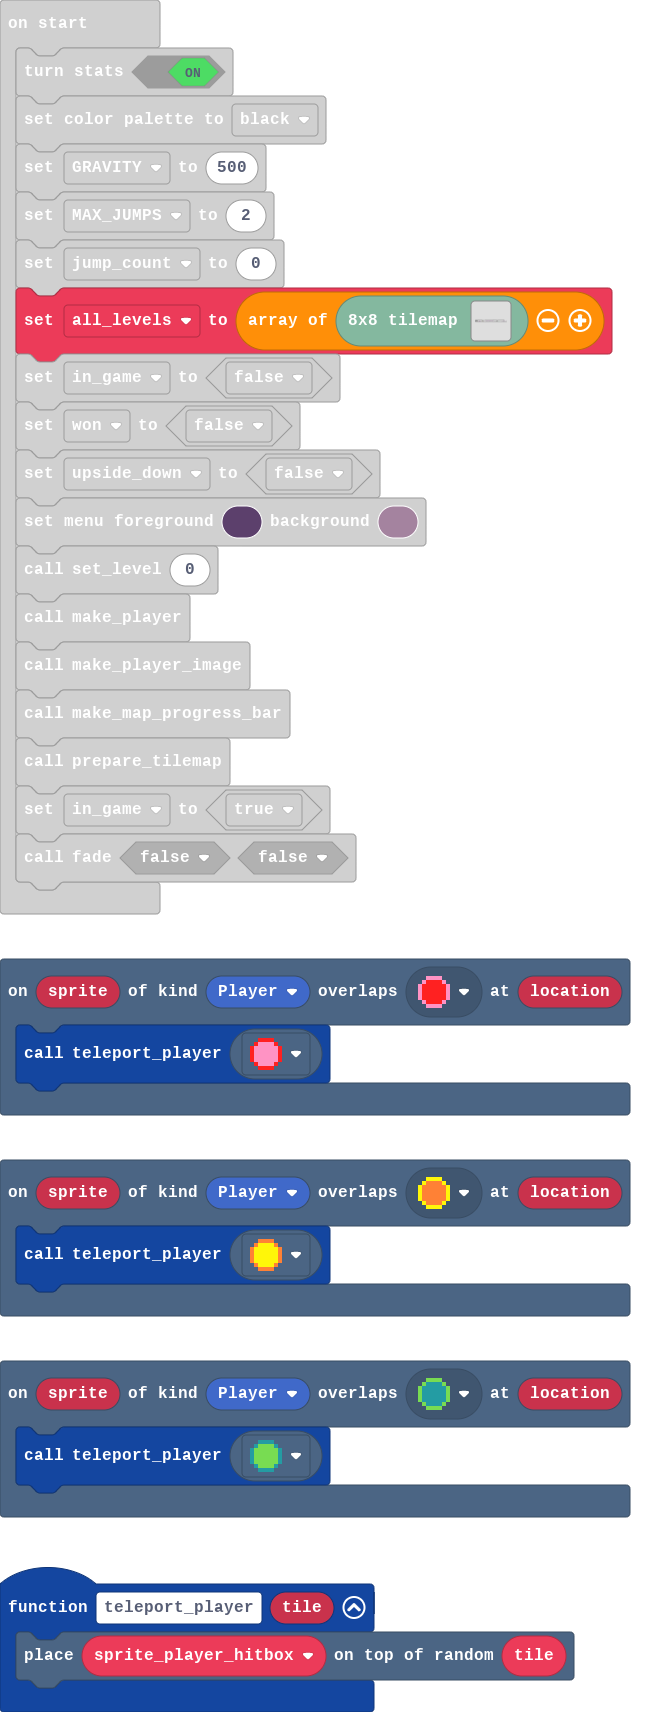 on start
turn stats ON
set color palette to black
set GRAVITY to 500
set MAX_JUMPS to 2
set jump_count to 0
set all_levels to array of 8x8 tilemap
set in_game to false
set won to false
set upside_down to false
set menu foreground background
call set_level 0
call make_player
call make_player_image
call make_map_progress_bar
call prepare_tilemap
set in_game to true
call fade false false
on sprite of kind Player overlaps at location
call teleport_player
on sprite of kind Player overlaps at location
call teleport_player
on sprite of kind Player overlaps at location
call teleport_player
function teleport_player tile
place sprite_player_hitbox on top of random tile